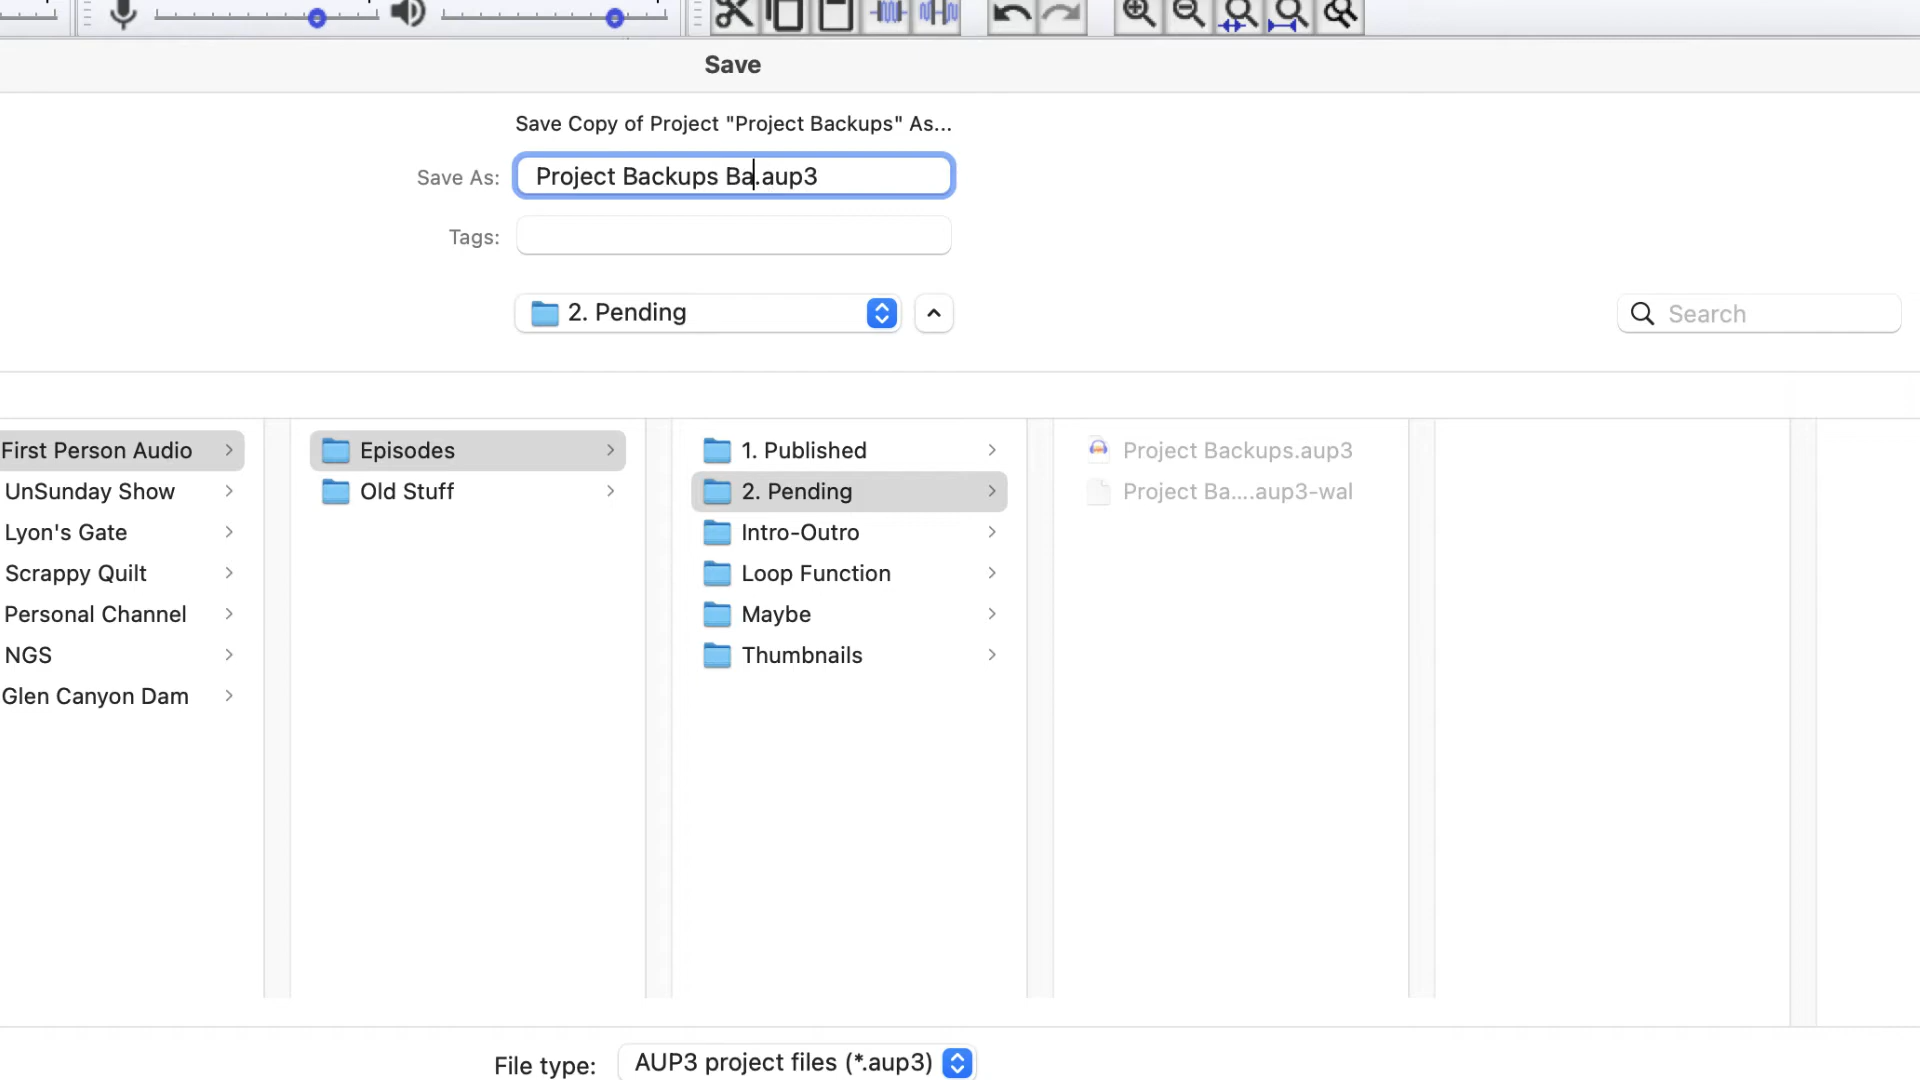 Save
Save Copy of Project "Project Backups" As...
Save As: Project Backups Ba.aup3
Tags:
2. Pending
Search
First Person Audio
UnSunday Show
Lyon's Gate
Scrappy Quilt
Personal Channel
NGS
Glen Canyon Dam
Episodes
Old Stuff
1. Published
2. Pending
Intro-Outro
Loop Function
Maybe
Thumbnails
Project Backups.aup3
Project Ba....aup3-wal
File type: AUP3 project files (*.aup3)